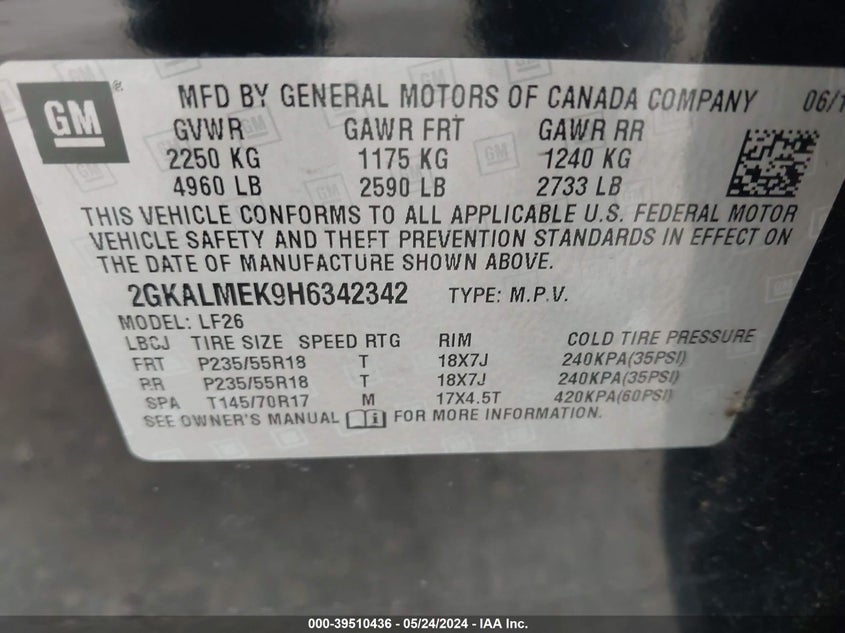 GM ® MFD BY GENERAL MOTORS OF CANADA COMPANY 06/1
GVWR GAWR FRT GAWR RR
2250 KG 1175 KG 1240 KG
4960 LB 2590 LB 2733 LB
THIS VEHICLE CONFORMS TO ALL APPLICABLE U.S. FEDERAL MOTOR
VEHICLE SAFETY AND THEFT PREVENTION STANDARDS IN EFFECT ON
THE DATE OF MANUFACTURE SHOWN ABOVE.
2GKALMEK9H6342342 TYPE: M.P.V.
MODEL: LF26
LBCJ TIRE SIZE SPEED RTG RIM COLD TIRE PRESSURE
FRT P235/55R18 T 18X7J 240KPA(35PSI)
RR P235/55R18 T 18X7J 240KPA(35PSI)
SPA T145/70R17 M 17X4.5T 420KPA(60PSI)
SEE OWNER'S MANUAL FOR MORE INFORMATION.
000-39510436 - 05/24/2024 - IAA Inc.